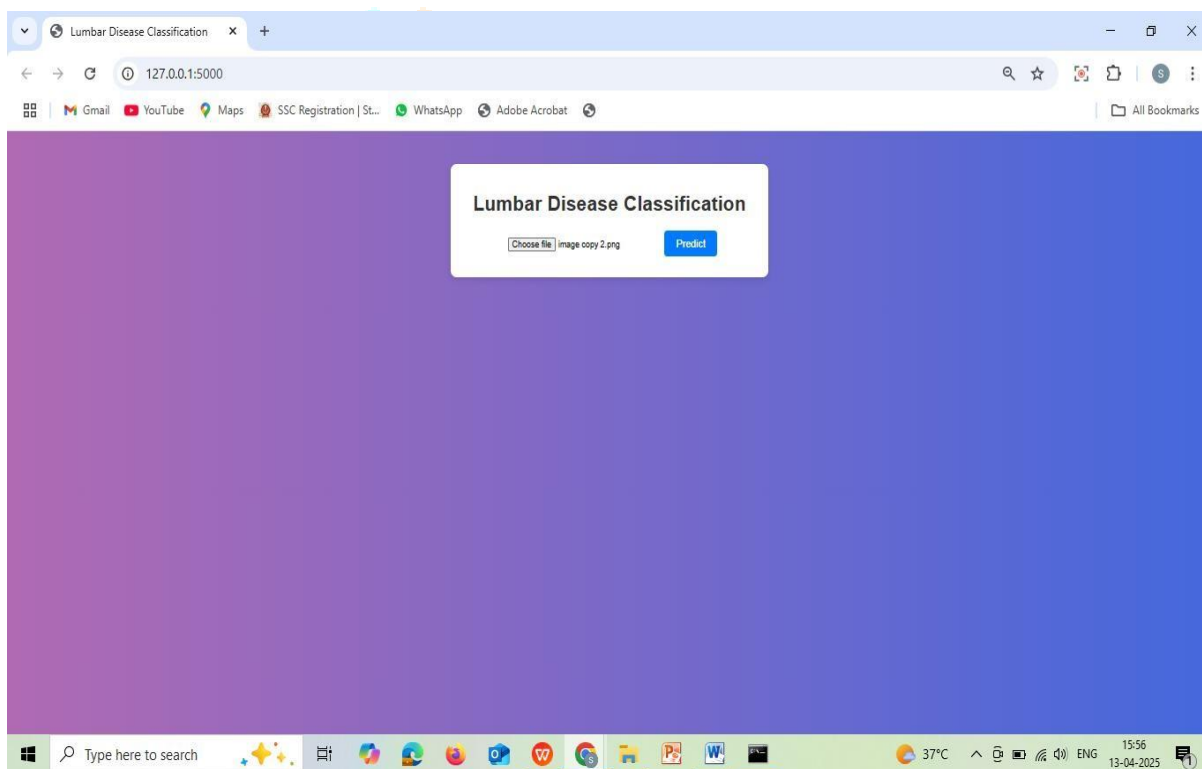 Lumbar Disease Classification
127.0.0.1:5000
Gmail YouTube Maps SSC Registration | St... WhatsApp Adobe Acrobat All Bookmarks
Lumbar Disease Classification
Choose file image copy 2.png Predict
Type here to search 37°C ENG 15:56
13-04-2025